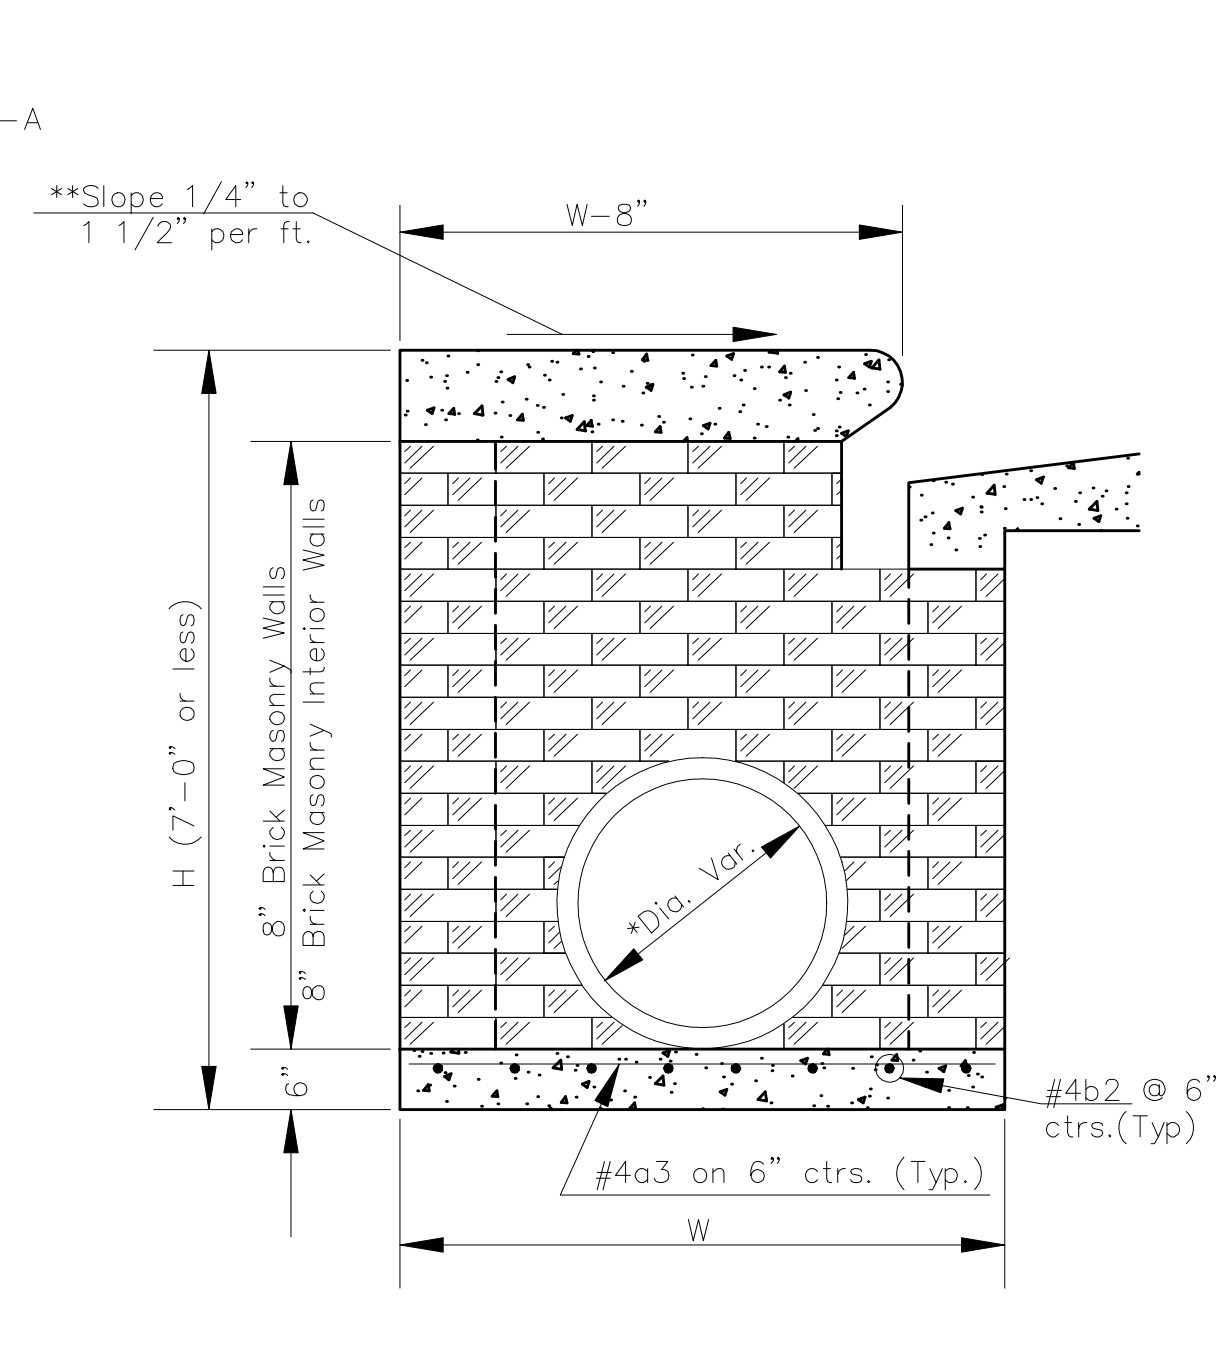 -A
**Slope 1/4" to
1 1/2" per ft.
W-8"
H (7'-0" or less)
8" Brick Masonry Walls
8" Brick Masonry Interior Walls
*Dia. Var.
6"
#4b2 @ 6"
ctrs.(Typ)
#4a3 on 6" ctrs. (Typ.)
W